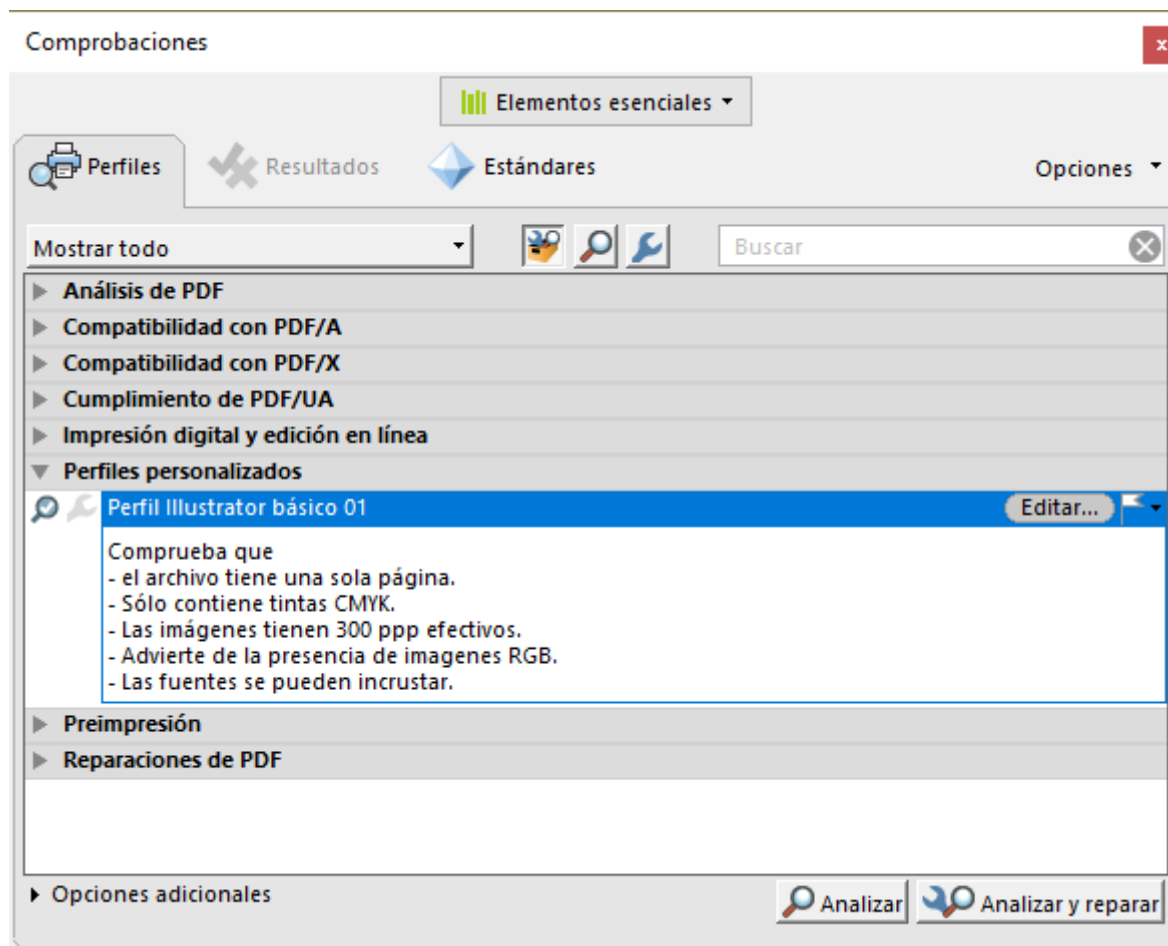 Comprobaciones
x
Elementos esenciales
Perfiles
Resultados
Estándares
Opciones
Mostrar todo
Buscar
Análisis de PDF
Compatibilidad con PDF/A
Compatibilidad con PDF/X
Cumplimiento de PDF/UA
Impresión digital y edición en línea
Perfiles personalizados
Perfil Illustrator básico 01
Editar...
Comprueba que
- el archivo tiene una sola página.
- Sólo contiene tintas CMYK.
- Las imágenes tienen 300 ppp efectivos.
- Advierte de la presencia de imagenes RGB.
- Las fuentes se pueden incrustar.
Preimpresión
Reparaciones de PDF
Opciones adicionales
Analizar
Analizar y reparar